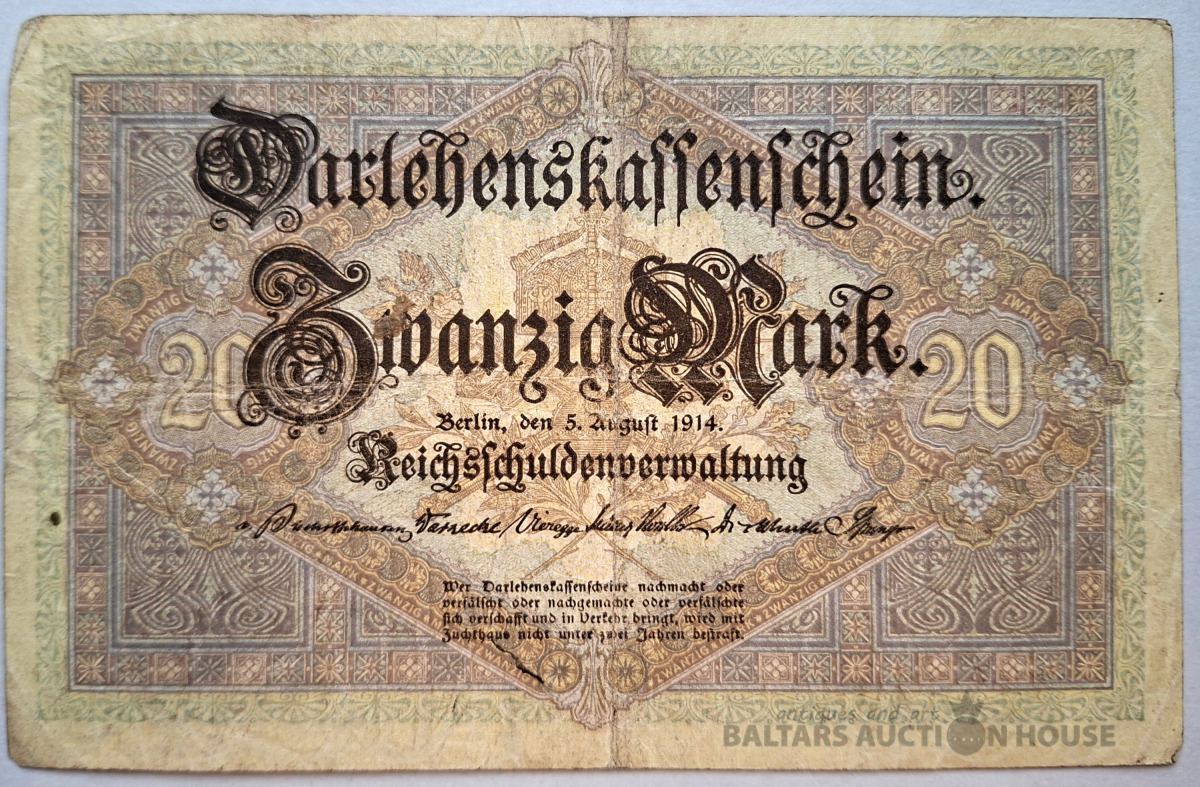 Darlehenskassenschein.
Zwanzig Mark.
20
20
Berlin, den 5. August 1914.
Reichsschuldenverwaltung
Wer Darlehenskassenscheine nachmacht oder
verfälscht oder nachgemachte oder verfälschte
sich verschafft und in Verkehr bringt, wird mit
Zuchthaus nicht unter zwei Jahren bestraft.
antiques and art
BALTARS AUCTION HOUSE